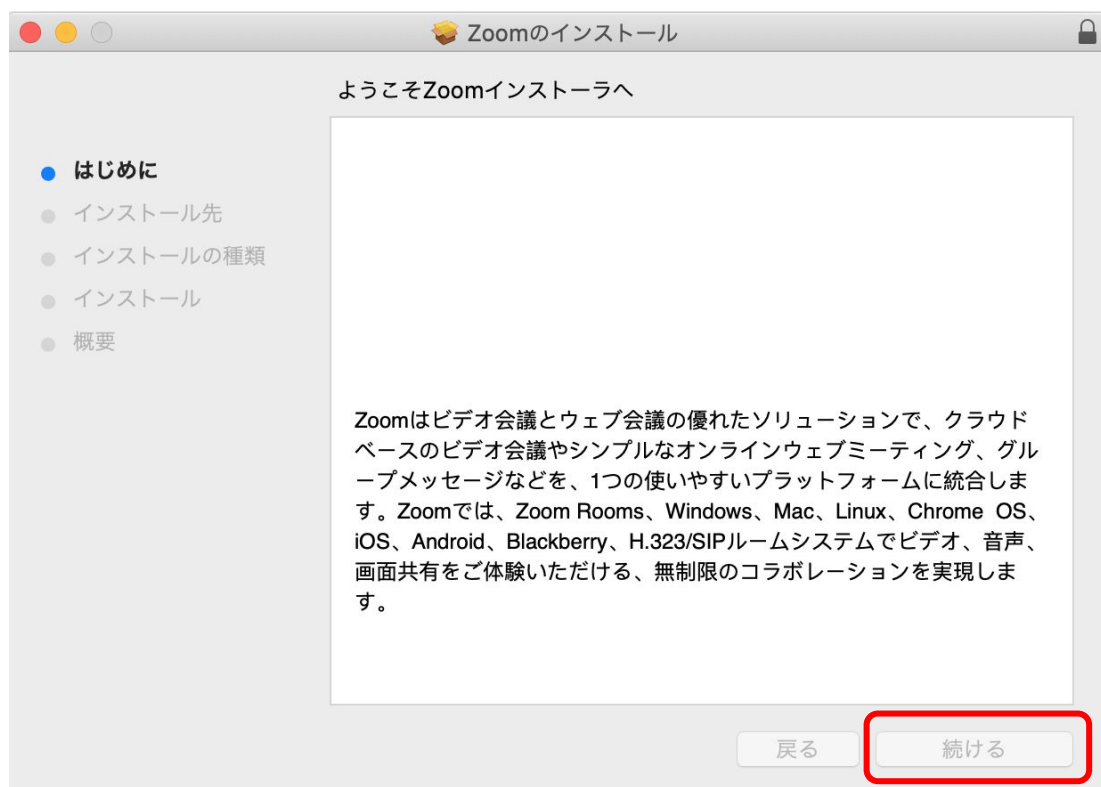 Zoomのインストール
ようこそZoomインストーラへ
はじめに
インストール先
インストールの種類
インストール
概要
Zoomはビデオ会議とウェブ会議の優れたソリューションで、クラウド
ベースのビデオ会議やシンプルなオンラインウェブミーティング、グル
ープメッセージなどを、1つの使いやすいプラットフォームに統合しま
す。Zoomでは、Zoom Rooms、Windows、Mac、Linux、Chrome OS、
iOS、Android、Blackberry、H.323/SIPルームシステムでビデオ、音声、
画面共有をご体験いただける、無制限のコラボレーションを実現しま
す。
戻る
続ける